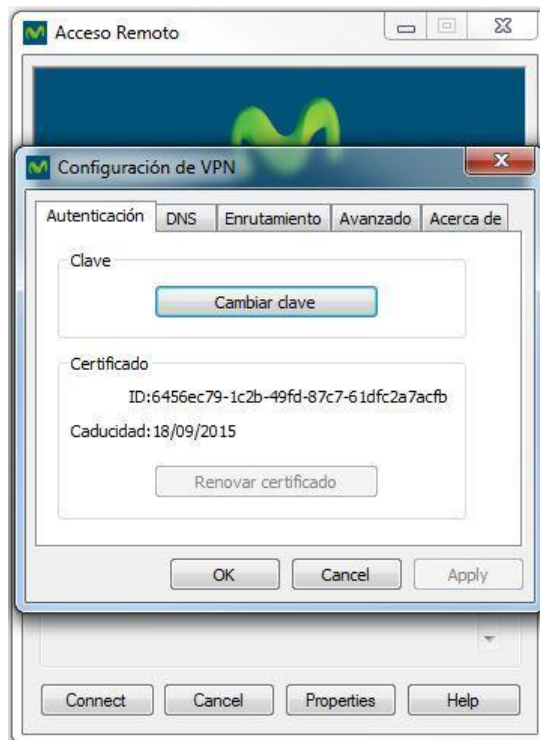 Acceso Remoto
Configuración de VPN
Autenticación DNS Enrutamiento Avanzado Acerca de
Clave
Cambiar clave
Certificado
ID:6456ec79-1c2b-49fd-87c7-61dfc2a7acfb
Caducidad:18/09/2015
Renovar certificado
OK Cancel Apply
Connect Cancel Properties Help